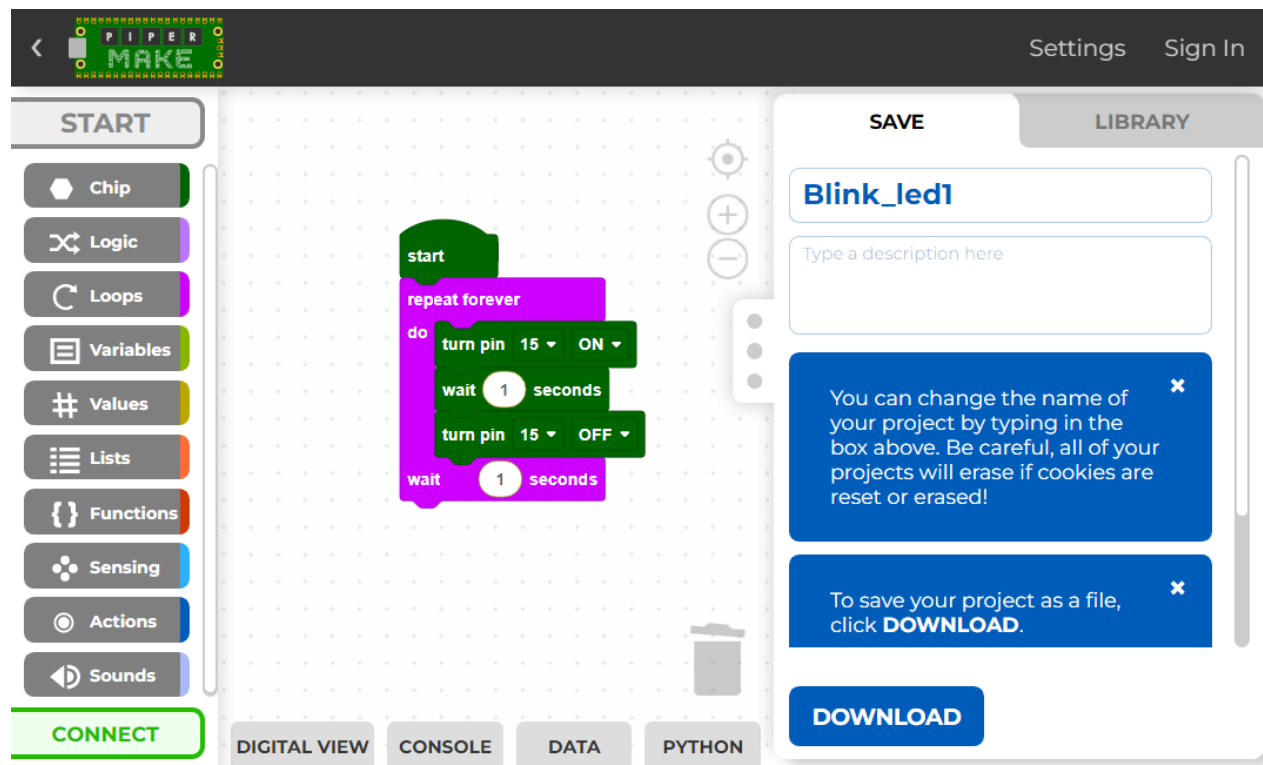 PIPER
MAKE
Settings
Sign In
START
Chip
Logic
Loops
Variables
Values
Lists
Functions
Sensing
Actions
Sounds
CONNECT
start
repeat forever
do
turn pin 15 ON
wait 1 seconds
turn pin 15 OFF
wait 1 seconds
DIGITAL VIEW
CONSOLE
DATA
PYTHON
SAVE
LIBRARY
Blink_led1
Type a description here
You can change the name of
your project by typing in the
box above. Be careful, all of your
projects will erase if cookies are
reset or erased!
To save your project as a file,
click DOWNLOAD.
DOWNLOAD